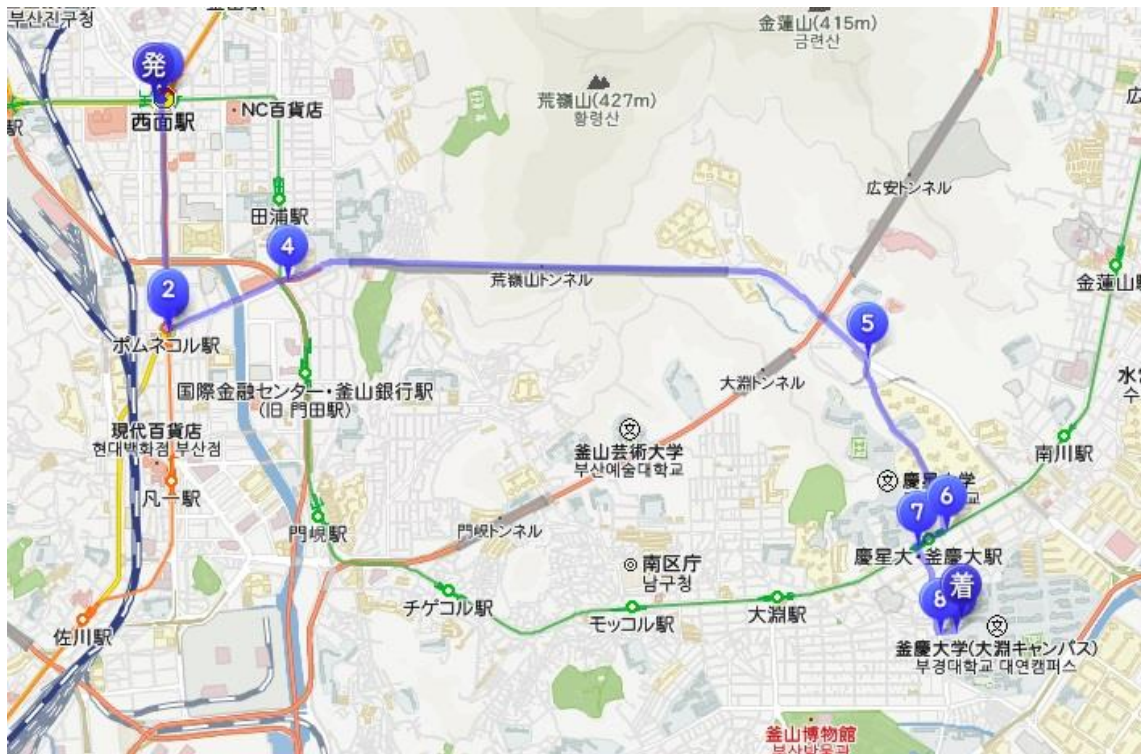 부산진구청
金蓮山(415m)
금련산
発
荒嶺山(427m)
황령산
NC百貨店
西面駅
駅
広安トンネル
田浦駅
4
荒嶺山トンネル
金蓮山
2
5
ポムネコル駅
大淵トンネル
国際金融センター・釜山銀行駅
(旧 門田駅)
水
수
現代百貨店
현대백화점 부산점
釜山芸術大学
부산예술대학교
南川駅
凡一駅
慶星
学
교
7
6
門峴駅
門峴トンネル
慶星大・釜慶大駅
南区庁
남구청
チゲコル駅
モッコル駅
大淵駅
8
着
佐川駅
釜慶大学(大淵キャンパス)
부경대학교 대연캠퍼스
釜山博物館